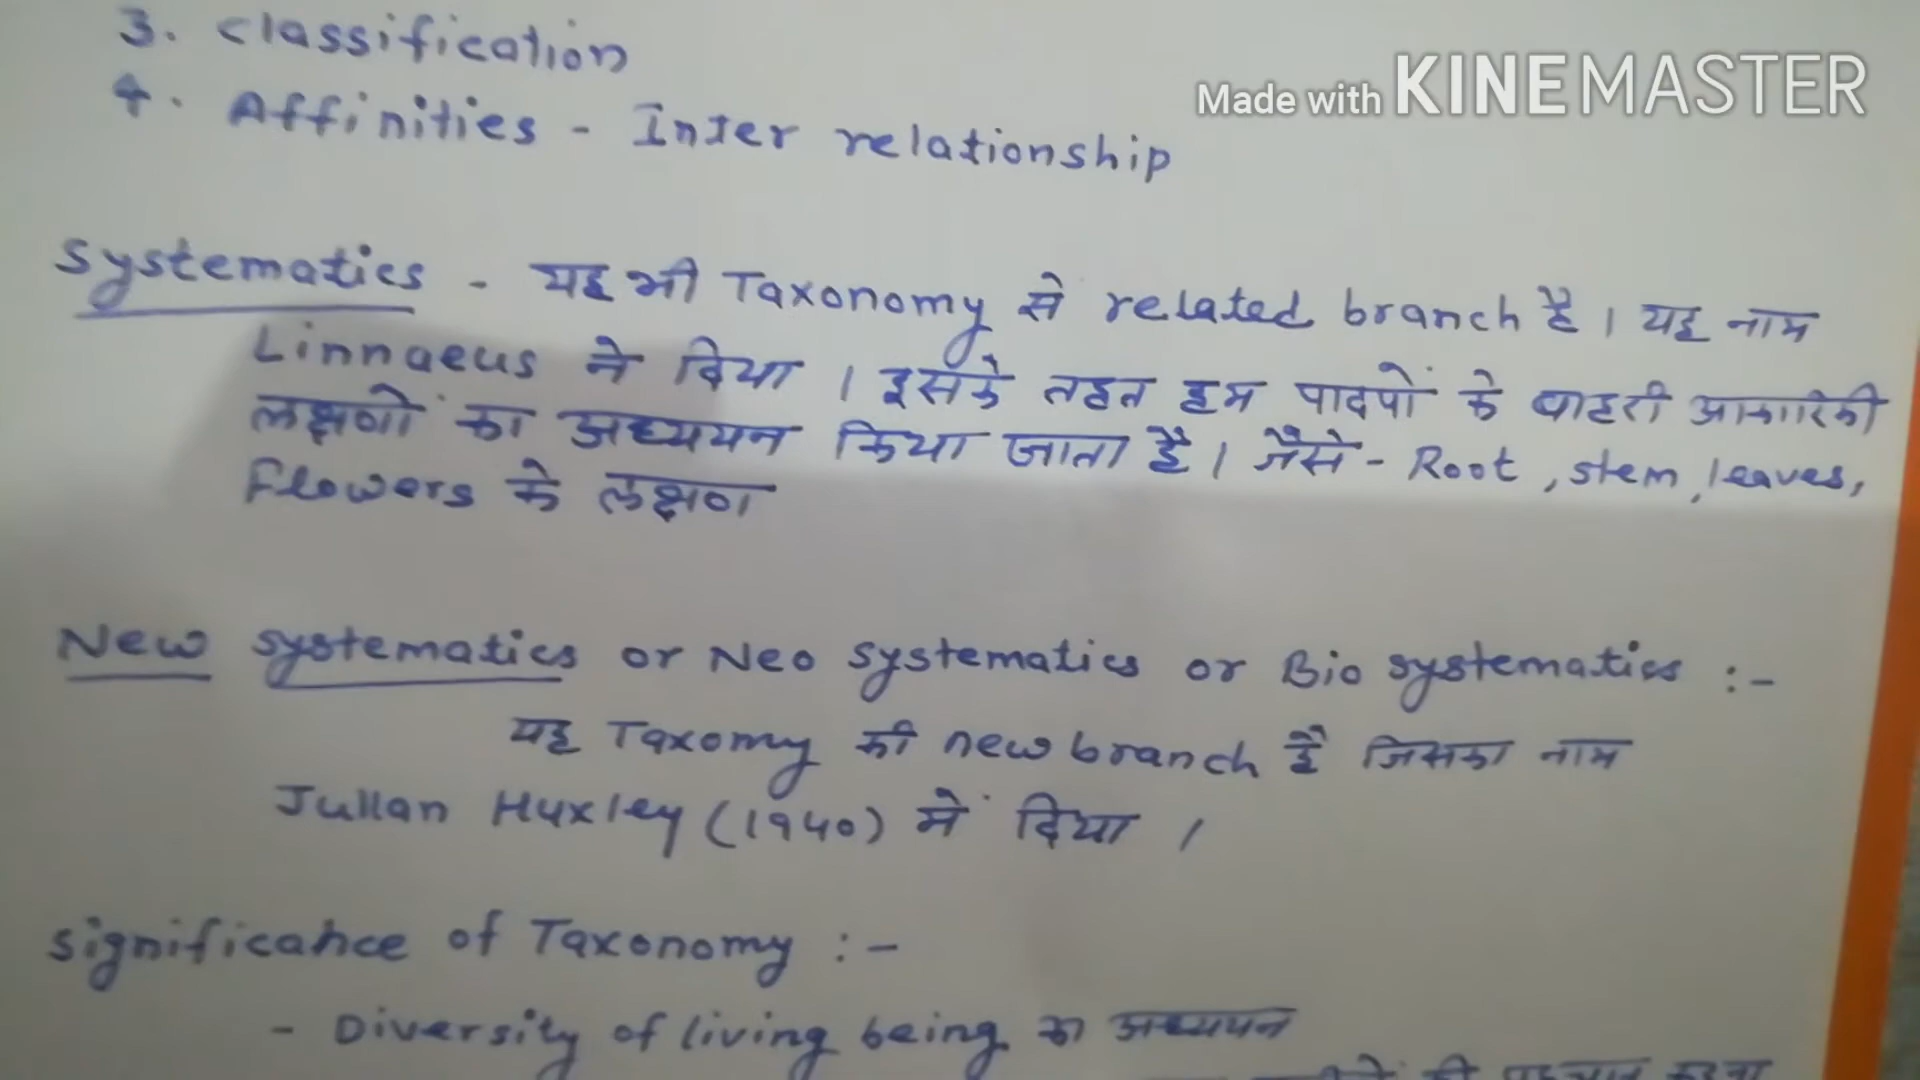 3. Classification
Made with KINEMASTER
4. Affinities - Inter relationship
Systematics - यह भी Taxonomy से related branch है। यह नाम
Linnaeus ने दिया । इसके तहत हम पादपों के बाहरी आकारिकी
लक्षणों का अध्ययन किया जाता है। जैसे - Root, stem, leaves,
Flowers के लक्षण
New systematics or Neo systematics or Bio systematics :-
यह Taxomy की new branch है जिसका नाम
Jullan Huxley (1940) में दिया ।
Significance of Taxonomy :-
- Diversity of living being का अध्ययन
की पहचान करना